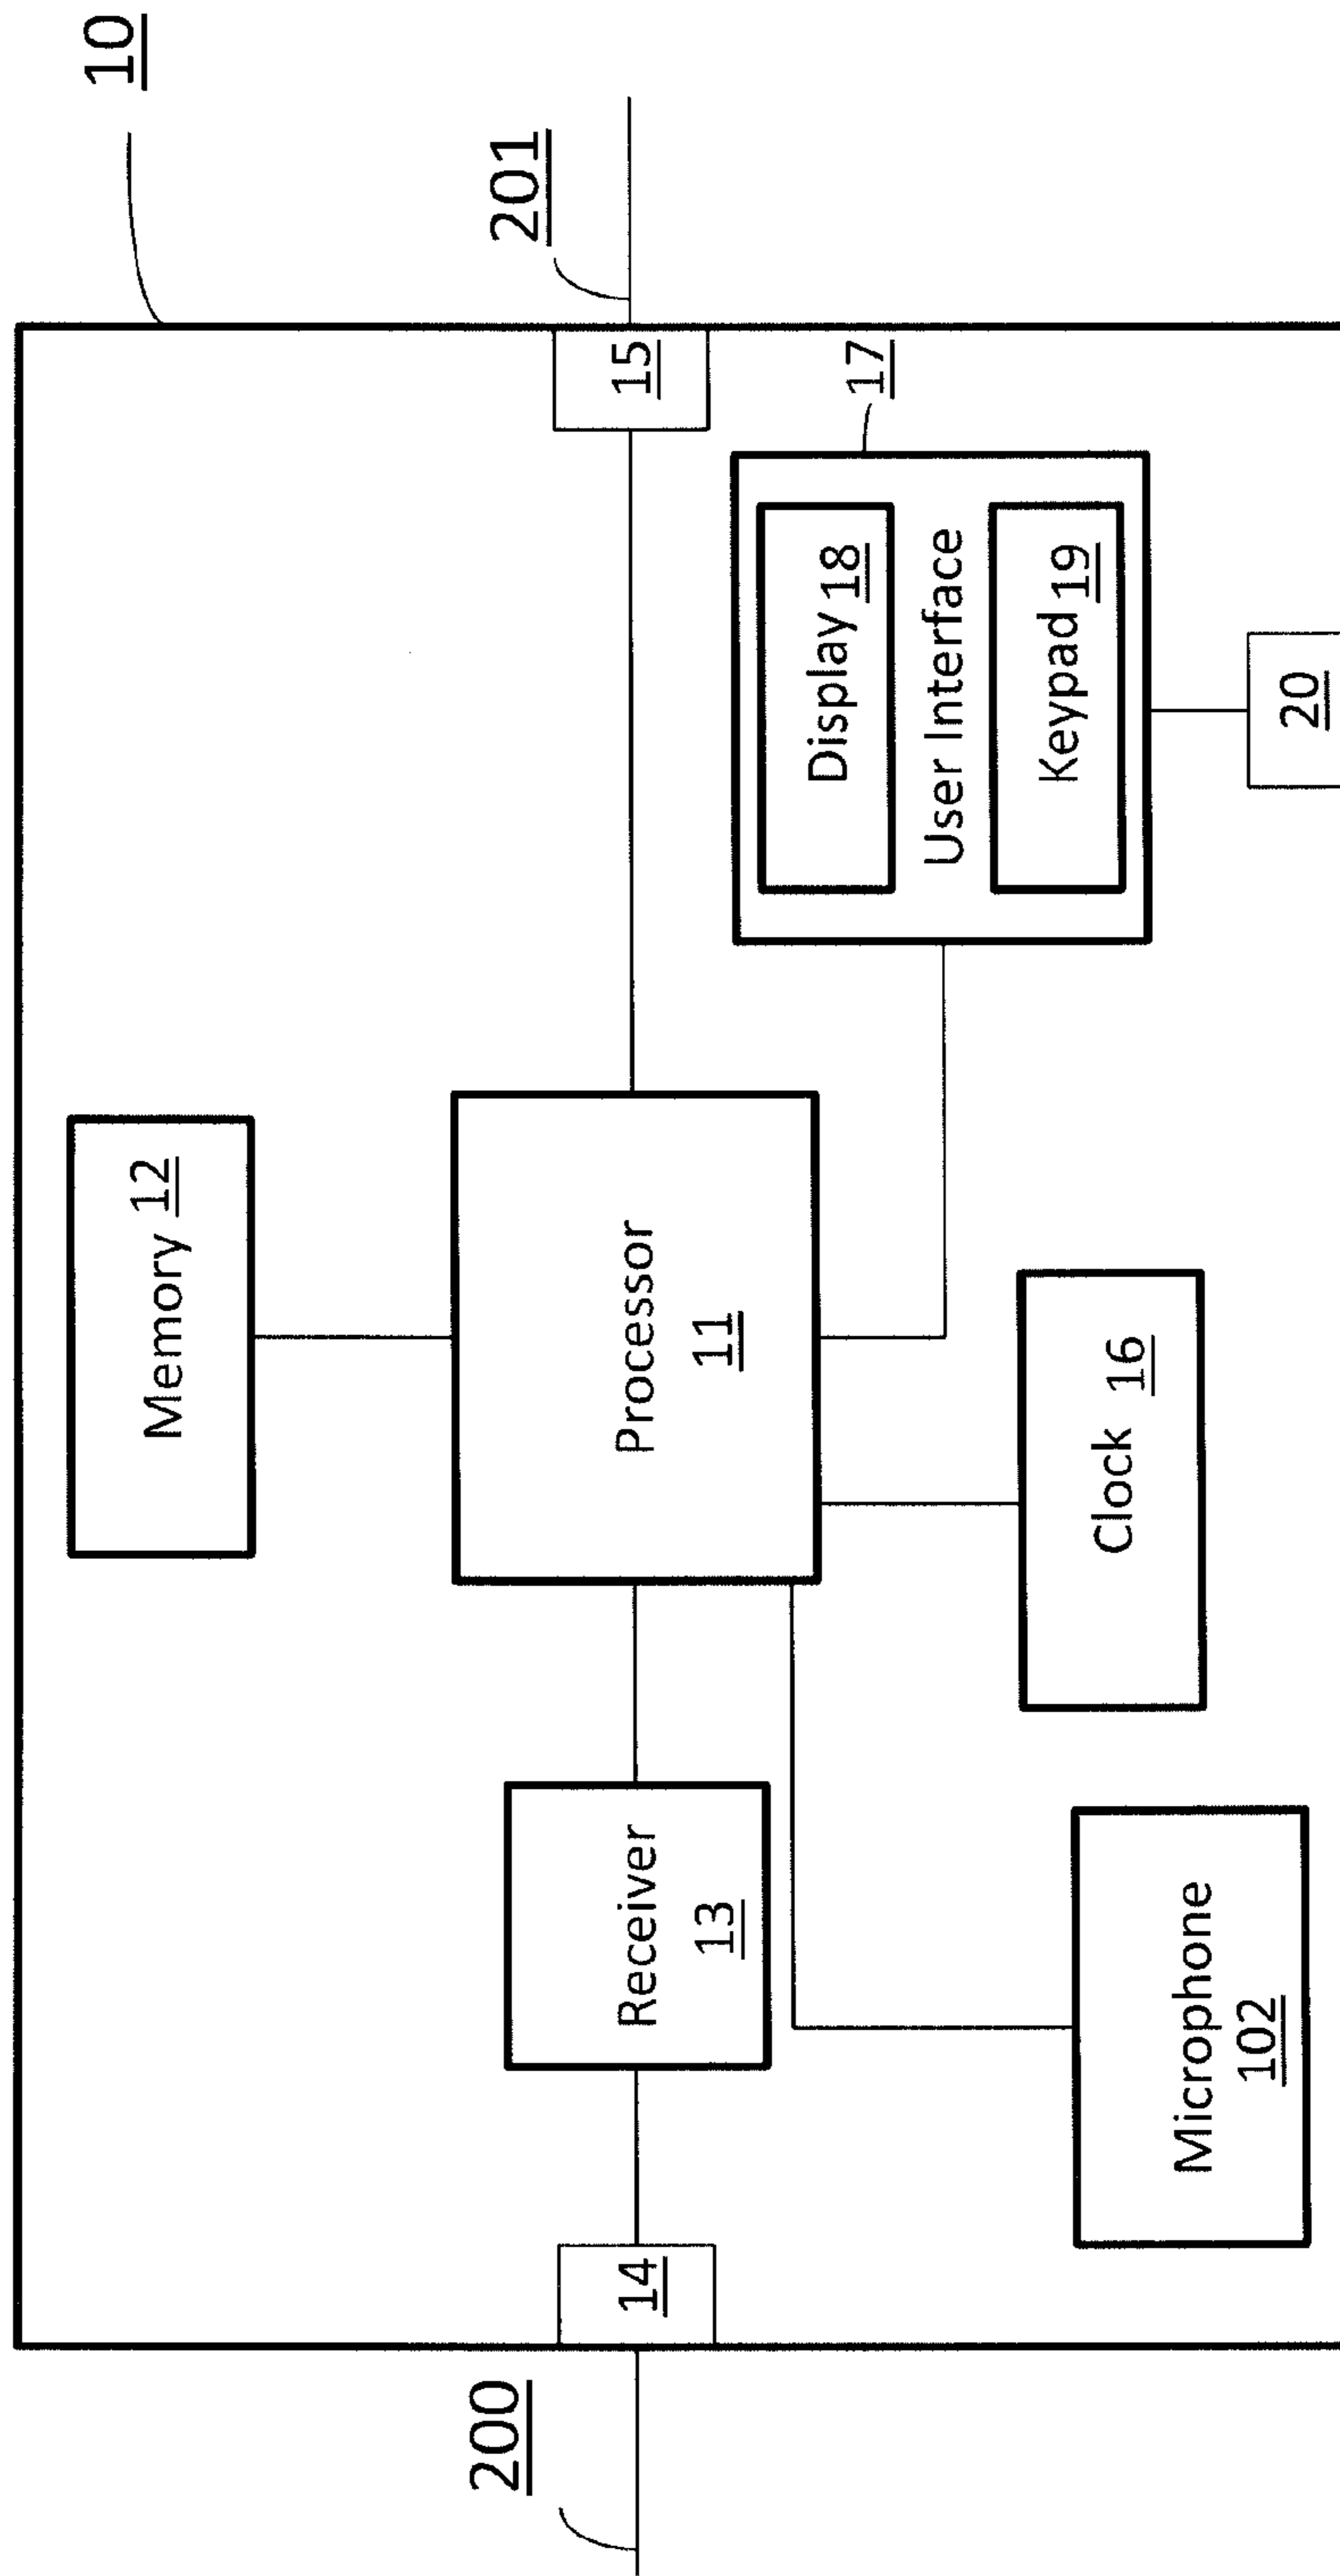 10
Memory 12
201
15
200
14
Receiver
13
Processor
11
17
Display 18
User Interface
Keypad 19
Clock 16
Microphone
102
20